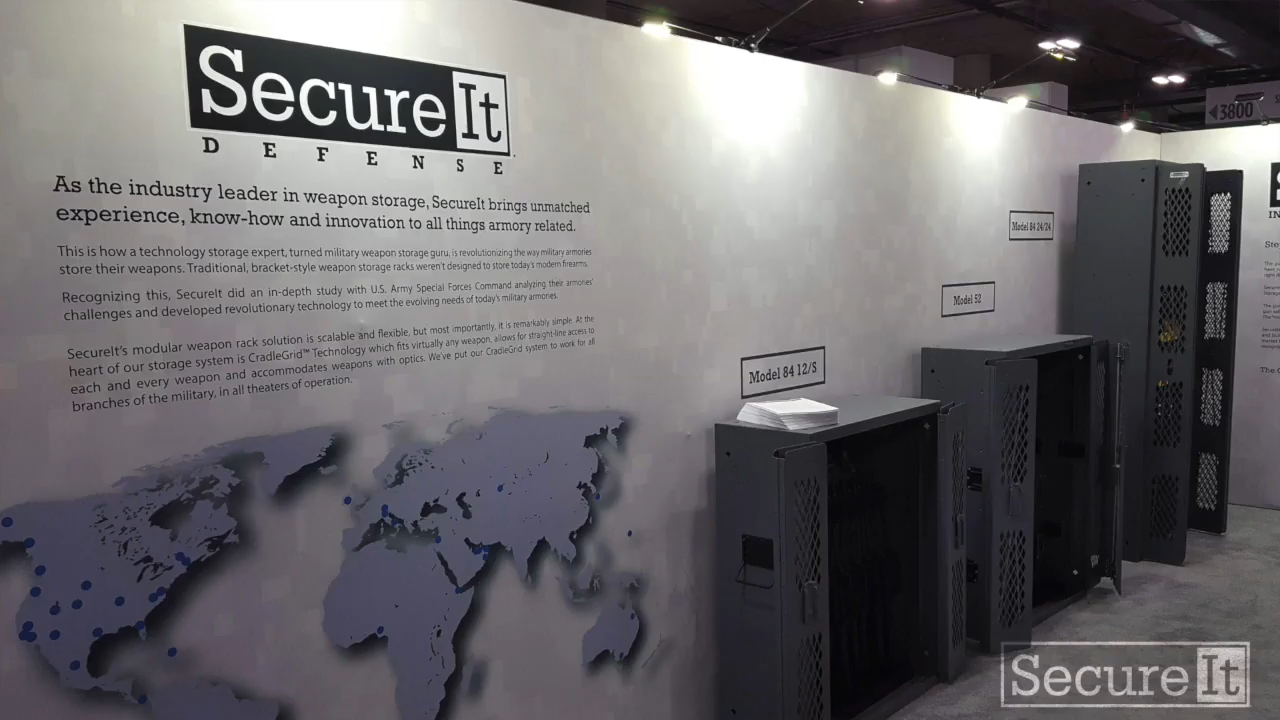 SecureIt
DEFENSE
As the industry leader in weapon storage, SecureIt brings unmatched
experience, know-how and innovation to all things armory related.
This is how a technology storage expert, turned military weapon storage guru, is revolutionizing the way military armories
store their weapons. Traditional, bracket-style weapon storage racks weren't designed to store today's modern firearms.
Recognizing this, SecureIt did an in-depth study with U.S. Army Special Forces Command analyzing their armories'
challenges and developed revolutionary technology to meet the evolving needs of today's military armories.
SecureIt's modular weapon rack solution is scalable and flexible, but most importantly, it is remarkably simple. At the
heart of our storage system is CradleGrid™ Technology which fits virtually any weapon, allows for straight-line access to
each and every weapon and accommodates weapons with optics. We've put our CradleGrid system to work for all
branches of the military, in all theaters of operation.
Model 84 12/S
Model 52
Model 84 24/24
3800
SecureIt